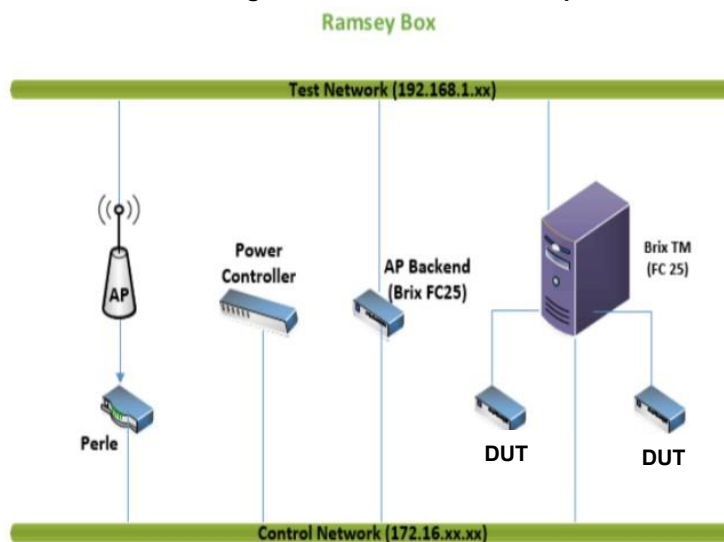 Ramsey Box
Test Network (192.168.1.xx)
AP
Power
Controller
AP Backend
(Brix FC25)
Brix TM
(FC 25)
Perle
DUT
DUT
Control Network (172.16.xx.xx)